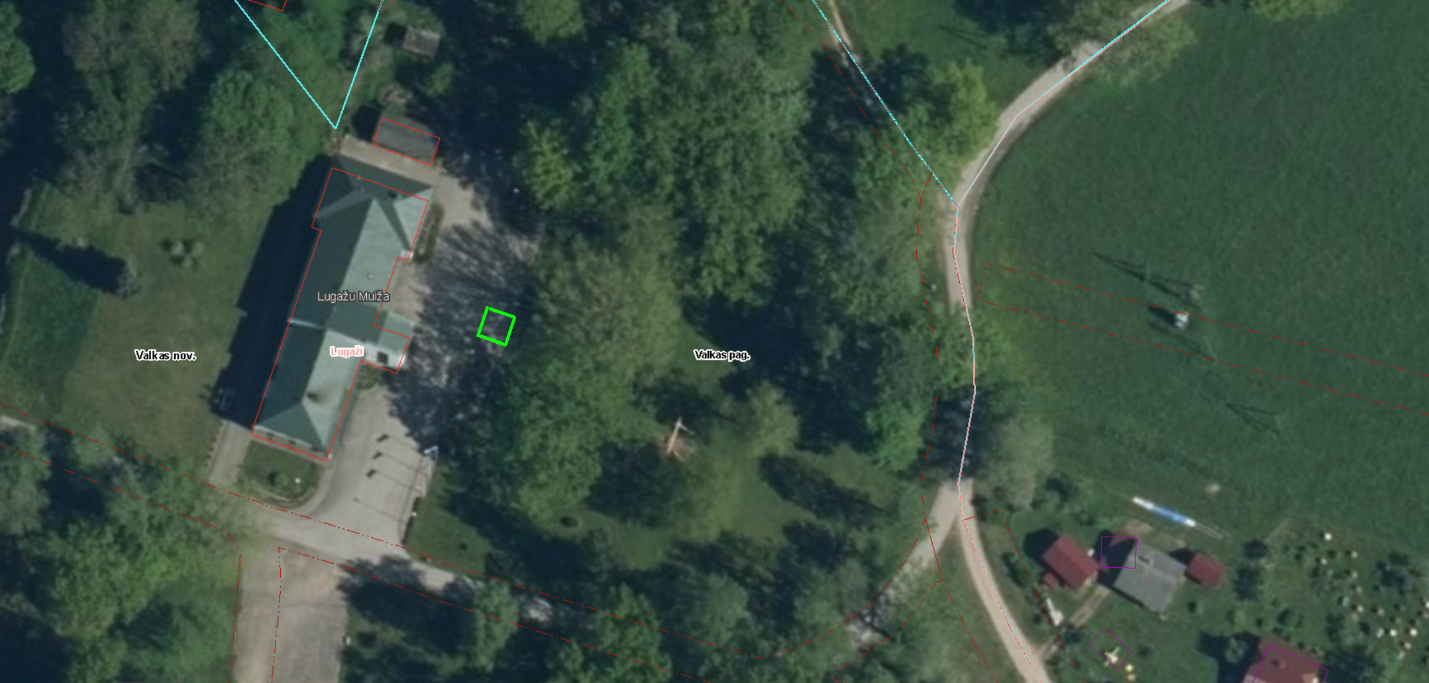 Lugažu Muiža
Lugaži
Valkas nov.
Valkas pag.